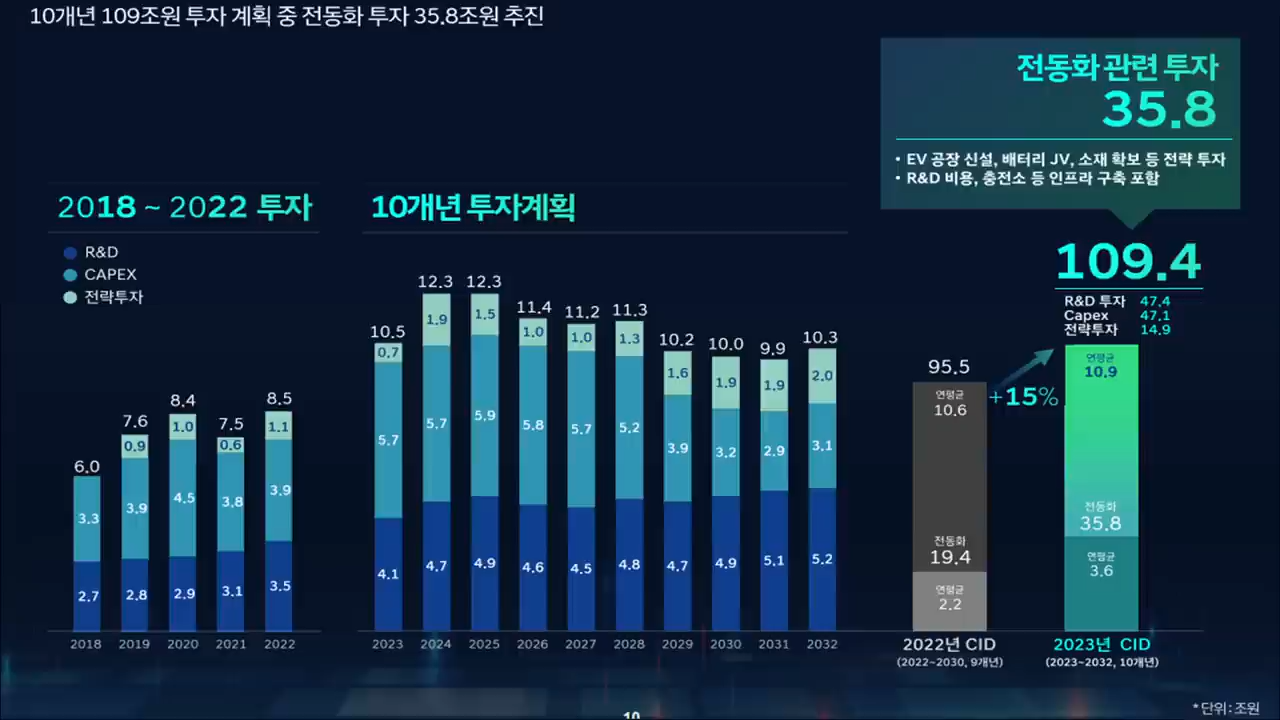 10개년 109조원 투자 계획 중 전동화 투자 35.8조원 추진
전동화 관련 투자
35.8
• EV 공장 신설, 배터리 JV, 소재 확보 등 전략 투자
• R&D 비용, 충전소 등 인프라 구축 포함
2018 ~ 2022 투자
R&D
CAPEX
전략투자
6.0 7.6 8.4 7.5 8.5
0.9 1.0 0.6 1.1
3.3 3.9 4.5 3.8 3.9
2.7 2.8 2.9 3.1 3.5
2018 2019 2020 2021 2022
10개년 투자계획
10.5 12.3 12.3 11.4 11.2 11.3 10.2 10.0 9.9 10.3
0.7 1.9 1.5 1.0 1.0 1.3 1.6 1.9 1.9 2.0
5.7 5.7 5.9 5.8 5.7 5.2 3.9 3.2 2.9 3.1
4.1 4.7 4.9 4.6 4.5 4.8 4.7 4.9 5.1 5.2
2023 2024 2025 2026 2027 2028 2029 2030 2031 2032
109.4
R&D 투자 47.4
Capex 47.1
전략투자 14.9
95.5
연평균
10.6
전동화
19.4
연평균
2.2
2022년 CID
(2022~2030, 9개년)
+15%
연평균
10.9
전동화
35.8
연평균
3.6
2023년 CID
(2023~2032, 10개년)
10
* 단위 : 조원